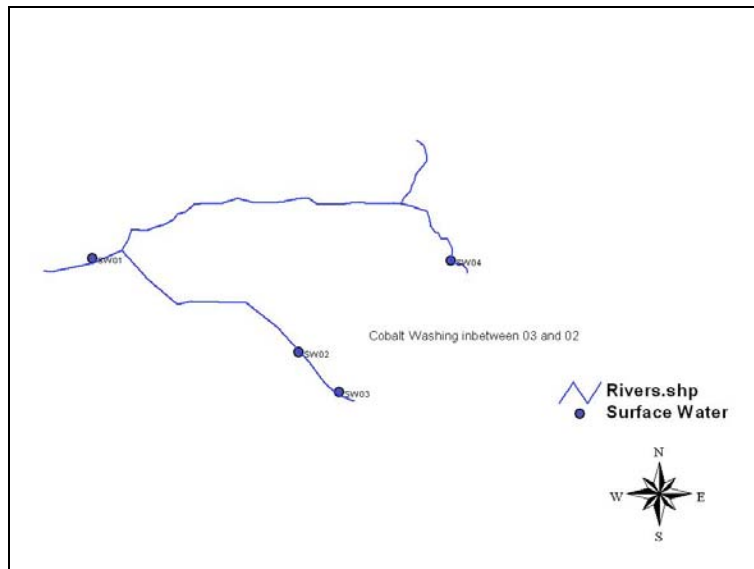 SW01
SW04
Cobalt Washing inbetween 03 and 02
SW02
SW03
Rivers.shp
Surface Water
N
W E
S